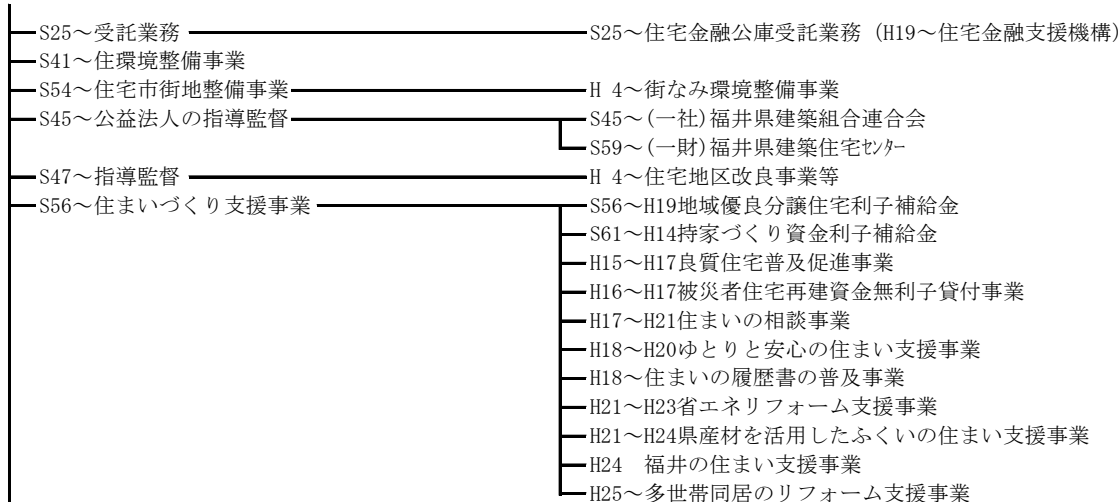 S25～受託業務 S25～住宅金融公庫受託業務 (H19～住宅金融支援機構)
S41～住環境整備事業
S54～住宅市街地整備事業 H 4～街なみ環境整備事業
S45～公益法人の指導監督 S45～(一社)福井県建築組合連合会
S59～(一財)福井県建築住宅ｾﾝﾀｰ
S47～指導監督 H 4～住宅地区改良事業等
S56～住まいづくり支援事業 S56～H19地域優良分譲住宅利子補給金
S61～H14持家づくり資金利子補給金
H15～H17良質住宅普及促進事業
H16～H17被災者住宅再建資金無利子貸付事業
H17～H21住まいの相談事業
H18～H20ゆとりと安心の住まい支援事業
H18～住まいの履歴書の普及事業
H21～H23省エネリフォーム支援事業
H21～H24県産材を活用したふくいの住まい支援事業
H24　福井の住まい支援事業
H25～多世帯同居のリフォーム支援事業